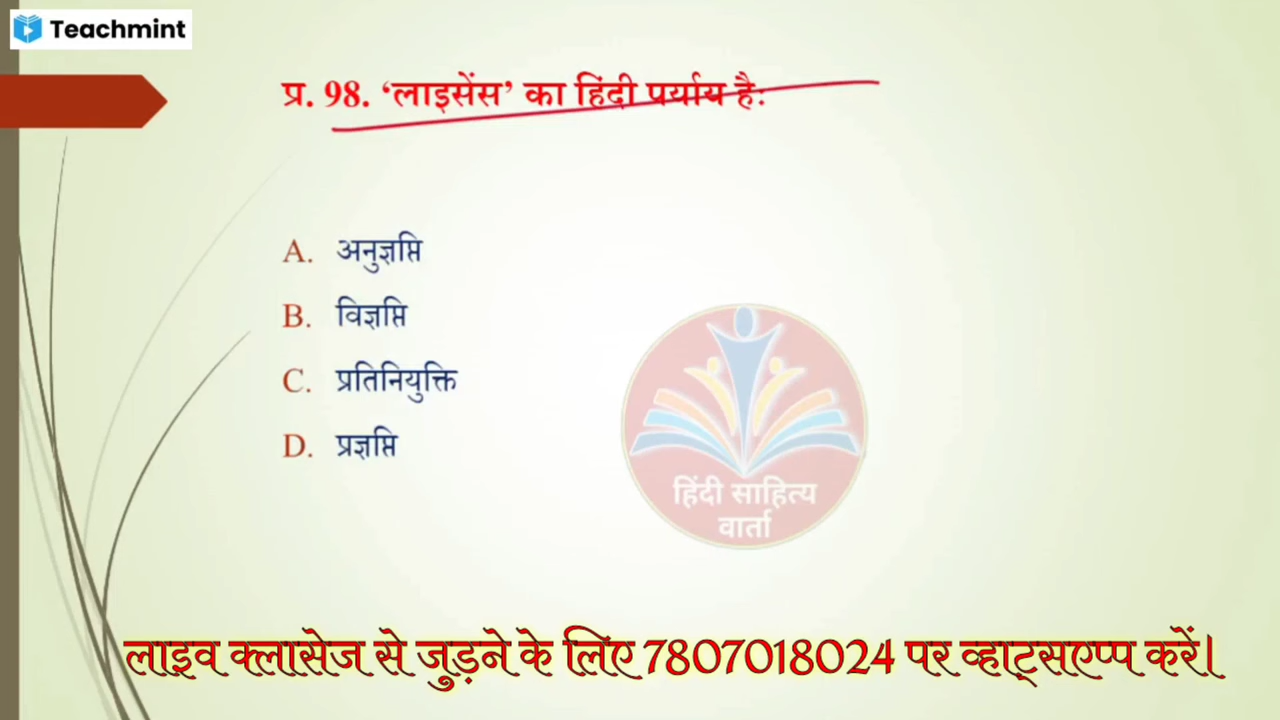 Teachmint
प्र. 98. ‘लाइसेंस’ का हिंदी पर्याय है:
A. अनुज्ञप्ति
B. विज्ञप्ति
C. प्रतिनियुक्ति
D. प्रज्ञप्ति
हिंदी साहित्य
वार्ता
लाइव क्लासेज से जुड़ने के लिए 7807018024 पर व्हाट्सएप्प करें।